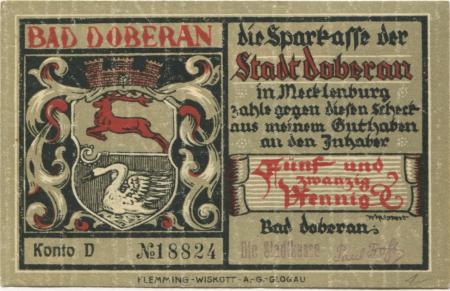 BAD DOBERAN
die Sparkasse der
Stadt doberan
in Mecklenburg
zahle gegen diesen Scheck
aus meinem Guthaben
an den Inhaber
Fünf und
zwanzig
Pfennig
Bad doberan:
Die Stadtkasse
Konto D №18824
FLEMMING-WISKOTT-A-G-GLOGAU